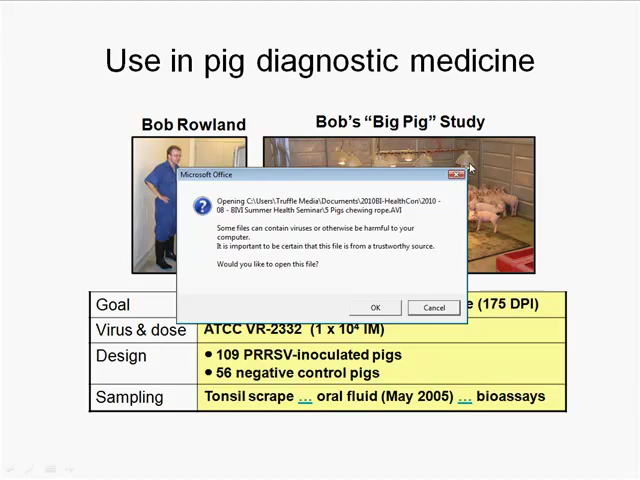 Use in pig diagnostic medicine
Bob Rowland
Bob's “Big Pig” Study
Microsoft Office
Opening C:\Users\Truffle Media\Documents\2010BI-HealthCon\2010 -
08 - BIVI Summer Health Seminar\5 Pigs chewing rope.AVI
Some files can contain viruses or otherwise be harmful to your
computer.
It is important to be certain that this file is from a trustworthy source.
Would you like to open this file?
OK
Cancel
Goal
e (175 DPI)
Virus & dose
ATCC VR-2332 (1 x 10⁴ IM)
Design
● 109 PRRSV-inoculated pigs
● 56 negative control pigs
Sampling
Tonsil scrape ... oral fluid (May 2005) ... bioassays